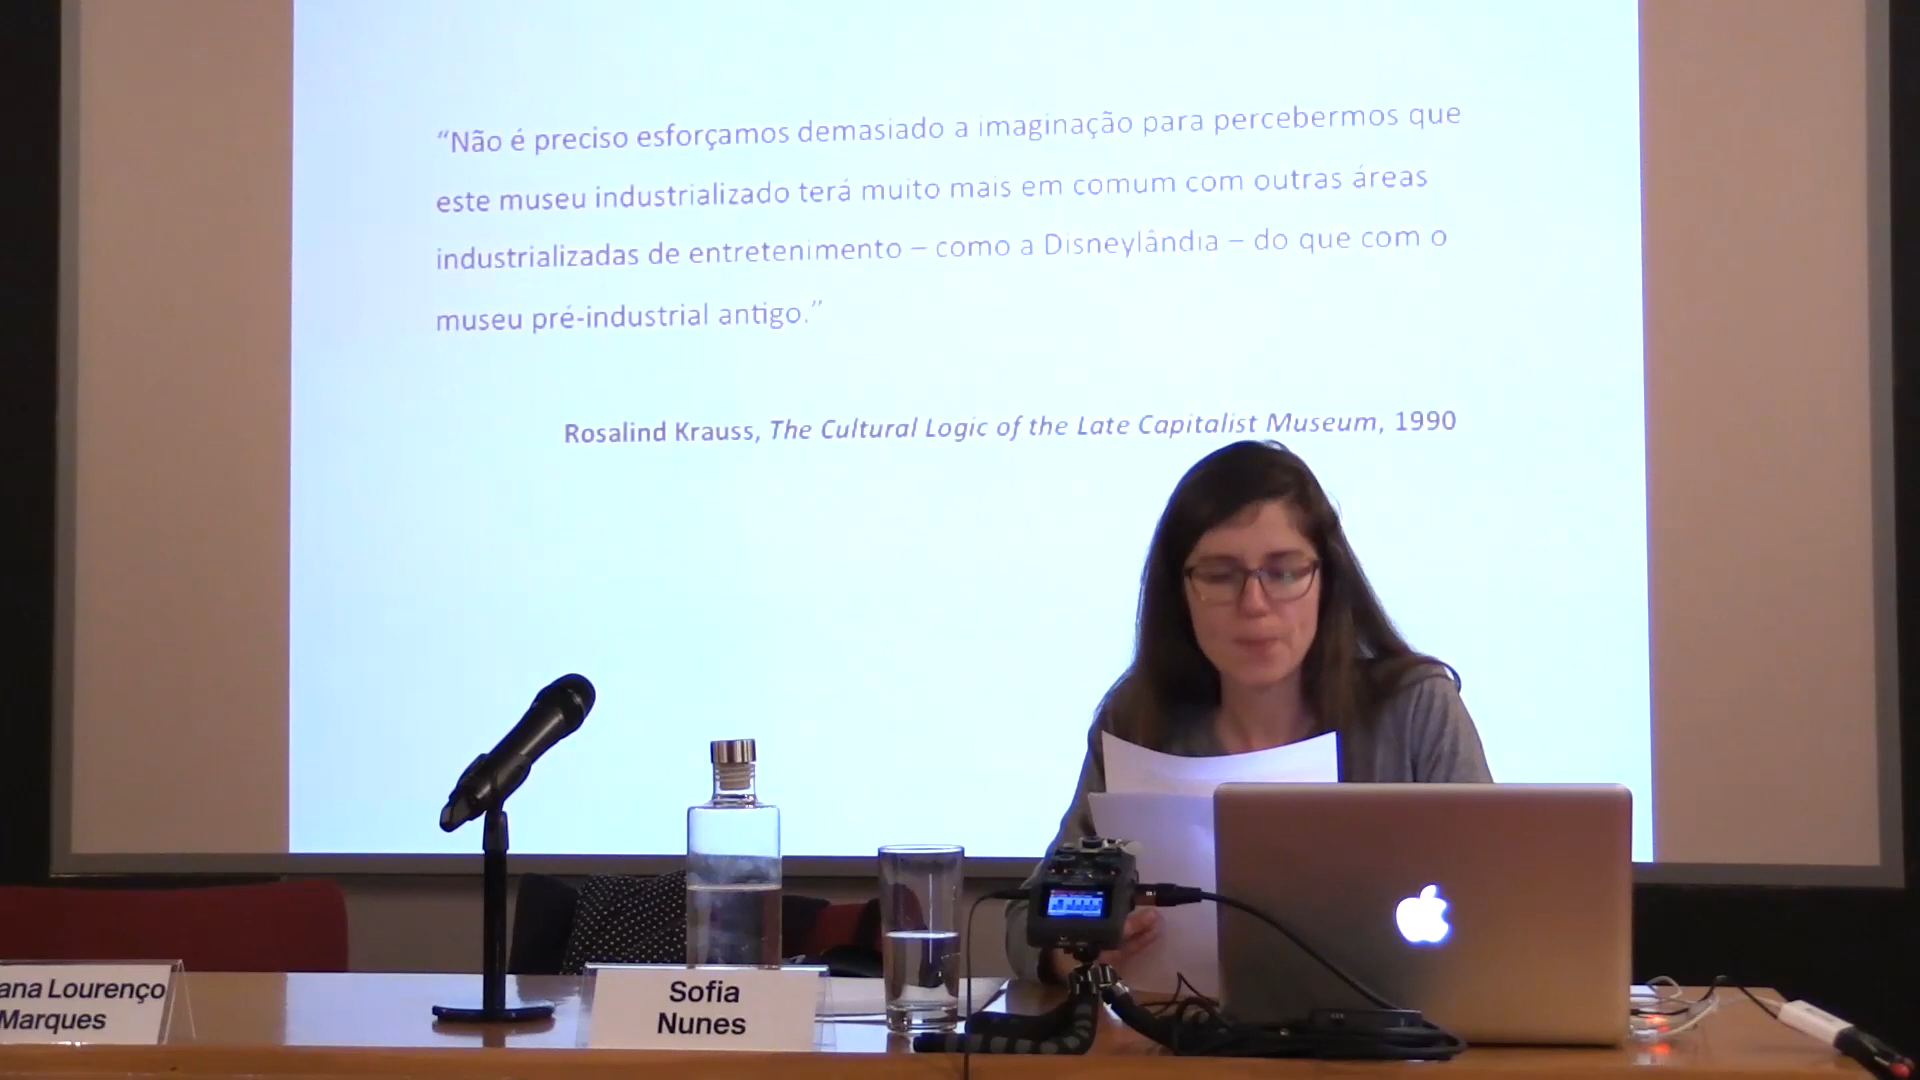 “Não é preciso esforçamos demasiado a imaginação para percebermos que
este museu industrializado terá muito mais em comum com outras áreas
industrializadas de entretenimento – como a Disneylândia – do que com o
museu pré-industrial antigo.”
Rosalind Krauss, The Cultural Logic of the Late Capitalist Museum, 1990
ana Lourenço
Marques
Sofia
Nunes